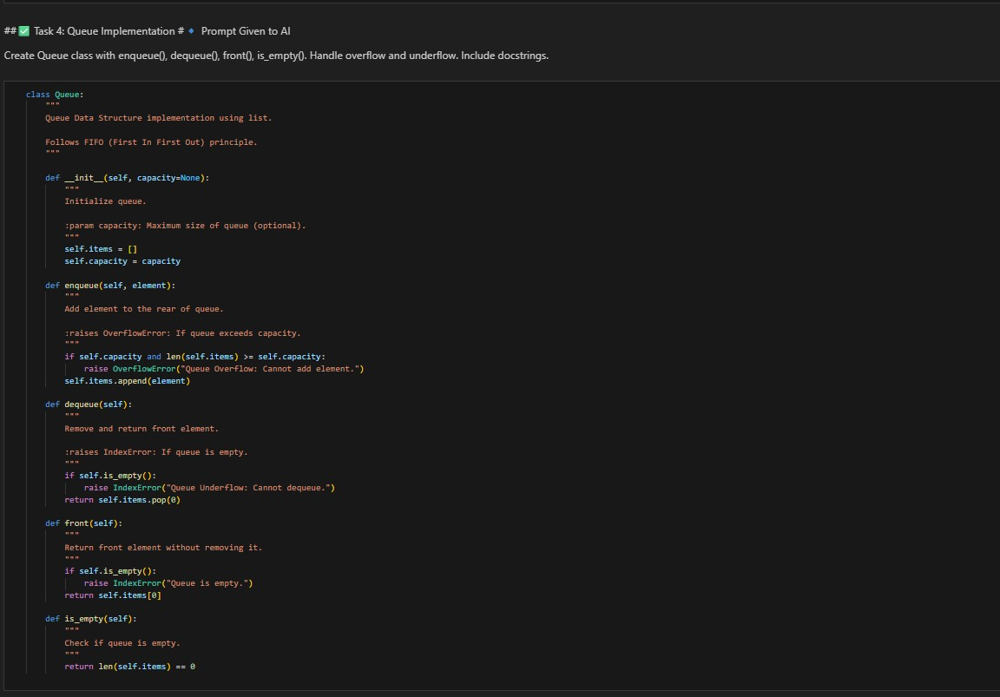 ##✅ Task 4: Queue Implementation #🔹 Prompt Given to AI
Create Queue class with enqueue(), dequeue(), front(), is_empty(). Handle overflow and underflow. Include docstrings.
class Queue:
    """
    Queue Data Structure implementation using list.

    Follows FIFO (First In First Out) principle.
    """

    def __init__(self, capacity=None):
        """
        Initialize queue.

        :param capacity: Maximum size of queue (optional).
        """
        self.items = []
        self.capacity = capacity

    def enqueue(self, element):
        """
        Add element to the rear of queue.

        :raises OverflowError: If queue exceeds capacity.
        """
        if self.capacity and len(self.items) >= self.capacity:
            raise OverflowError("Queue Overflow: Cannot add element.")
        self.items.append(element)

    def dequeue(self):
        """
        Remove and return front element.

        :raises IndexError: If queue is empty.
        """
        if self.is_empty():
            raise IndexError("Queue Underflow: Cannot dequeue.")
        return self.items.pop(0)

    def front(self):
        """
        Return front element without removing it.
        """
        if self.is_empty():
            raise IndexError("Queue is empty.")
        return self.items[0]

    def is_empty(self):
        """
        Check if queue is empty.
        """
        return len(self.items) == 0